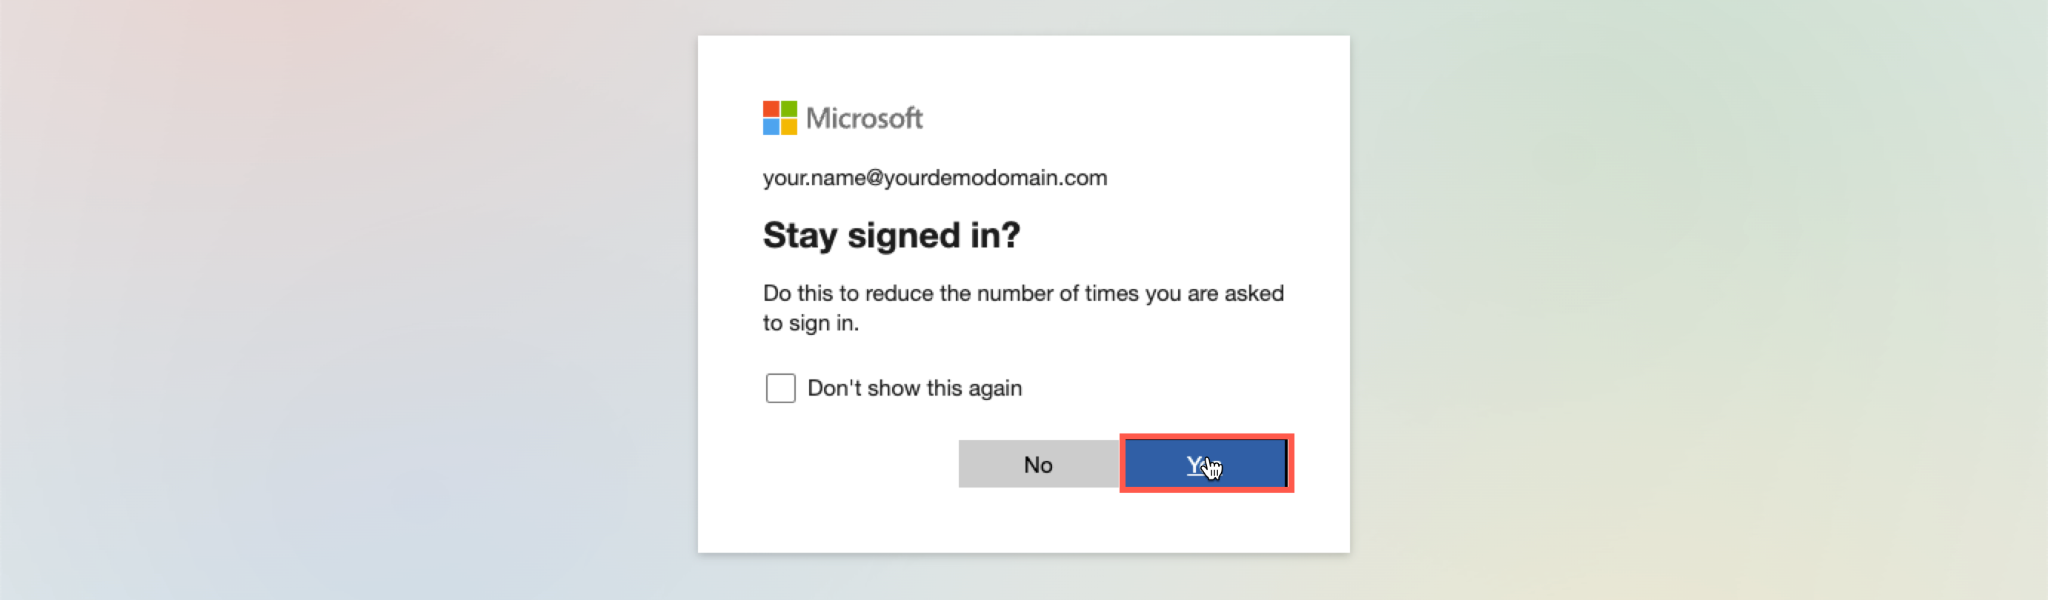 Microsoft
your.name@yourdemodomain.com
Stay signed in?
Do this to reduce the number of times you are asked
to sign in.
Don't show this again
No